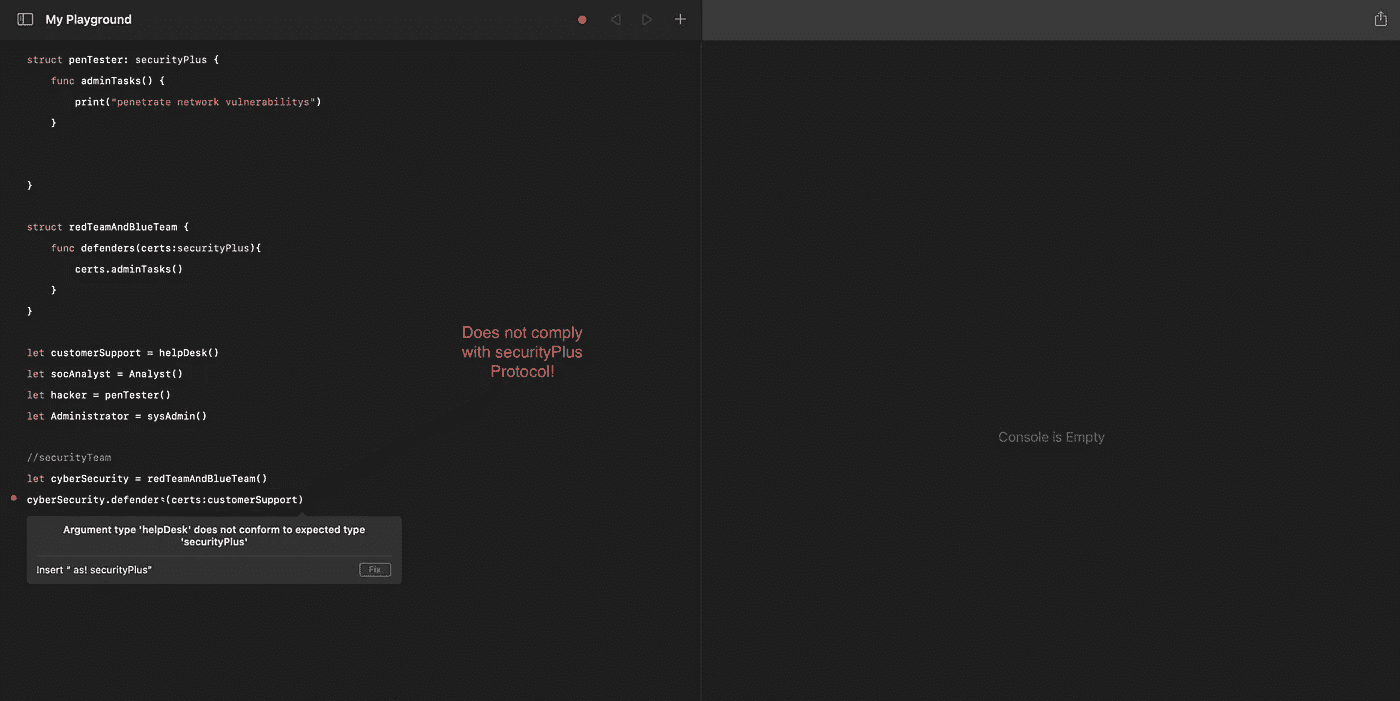 My Playground
struct penTester: securityPlus {
func adminTasks() {
print("penetrate network vulnerabilitys")
}
}
struct redTeamAndBlueTeam {
func defenders(certs:securityPlus){
certs.adminTasks()
}
}
Does not comply
with securityPlus
Protocol!
let customerSupport = helpDesk()
let socAnalyst = Analyst()
let hacker = penTester()
let Administrator = sysAdmin()
//securityTeam
let cyberSecurity = redTeamAndBlueTeam()
cyberSecurity.defenders(certs:customerSupport)
Argument type 'helpDesk' does not conform to expected type
'securityPlus'
Insert " as! securityPlus"
Fix
Console is Empty